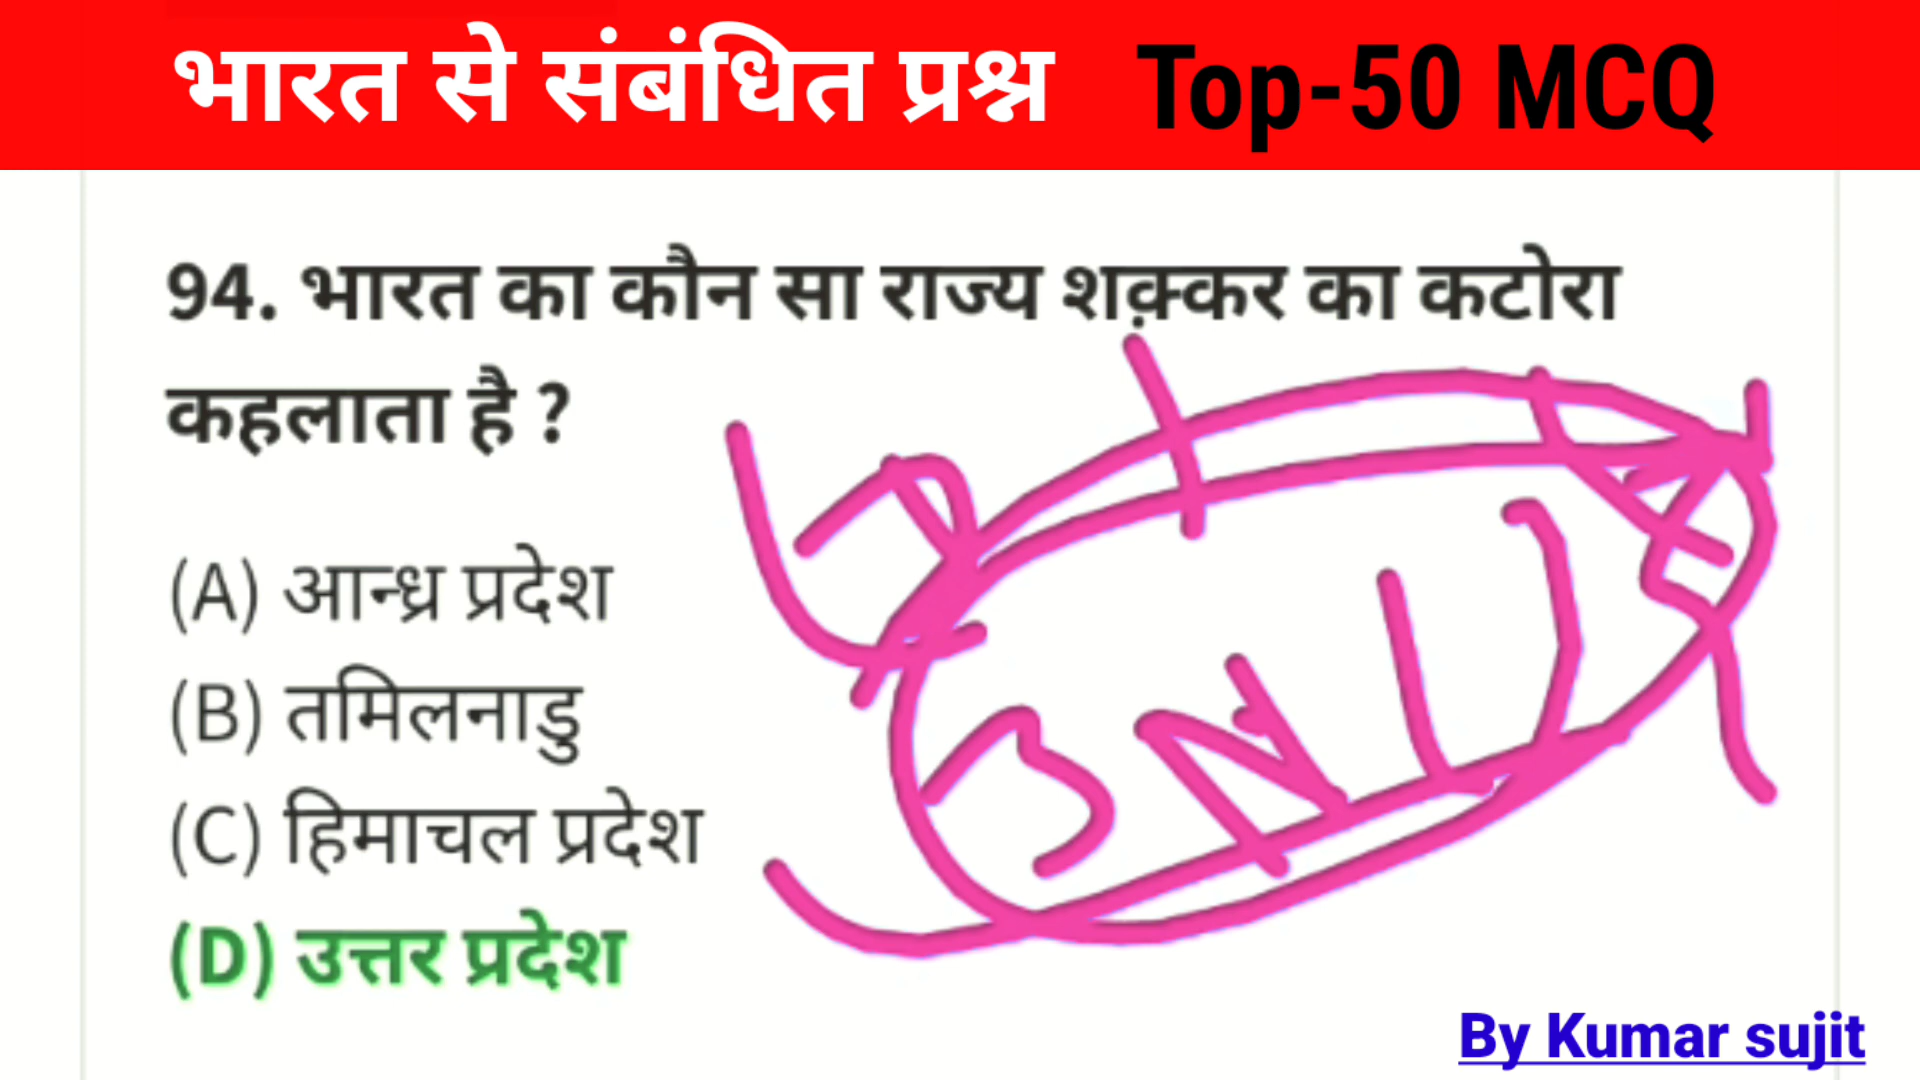 भारत से संबंधित प्रश्न Top-50 MCQ
94. भारत का कौन सा राज्य शक़्कर का कटोरा
कहलाता है ?
(A) आन्ध्र प्रदेश
(B) तमिलनाडु
(C) हिमाचल प्रदेश
(D) उत्तर प्रदेश
By Kumar sujit